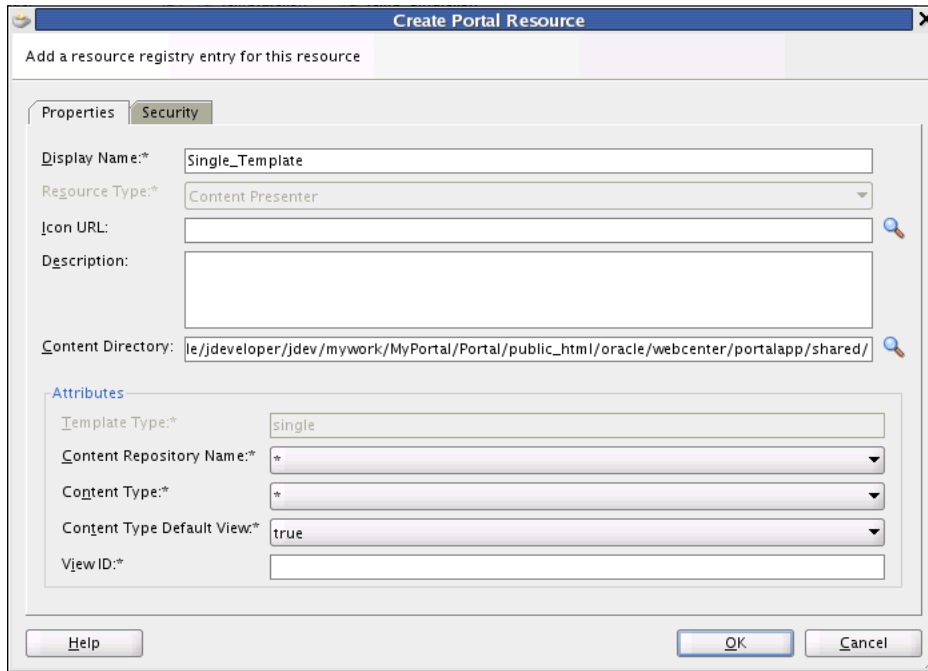 Create Portal Resource
Add a resource registry entry for this resource
Properties Security
Display Name:* Single_Template
Resource Type:* Content Presenter
Icon URL:
Description:
Content Directory: le/jdeveloper/jdev/mywork/MyPortal/Portal/public_html/oracle/webcenter/portalapp/shared/
Attributes
Template Type:* single
Content Repository Name:* *
Content Type:* *
Content Type Default View:* true
View ID:*
Help OK Cancel